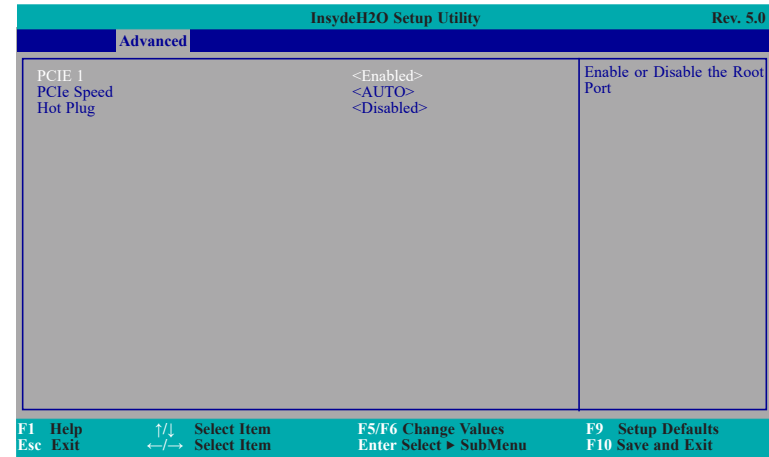 InsydeH2O Setup Utility Rev. 5.0
Advanced
PCIE 1 <Enabled>
PCIe Speed <AUTO>
Hot Plug <Disabled>
Enable or Disable the Root
Port
F1 Help ↑/↓ Select Item F5/F6 Change Values F9 Setup Defaults
Esc Exit ←/→ Select Item Enter Select ▶ SubMenu F10 Save and Exit